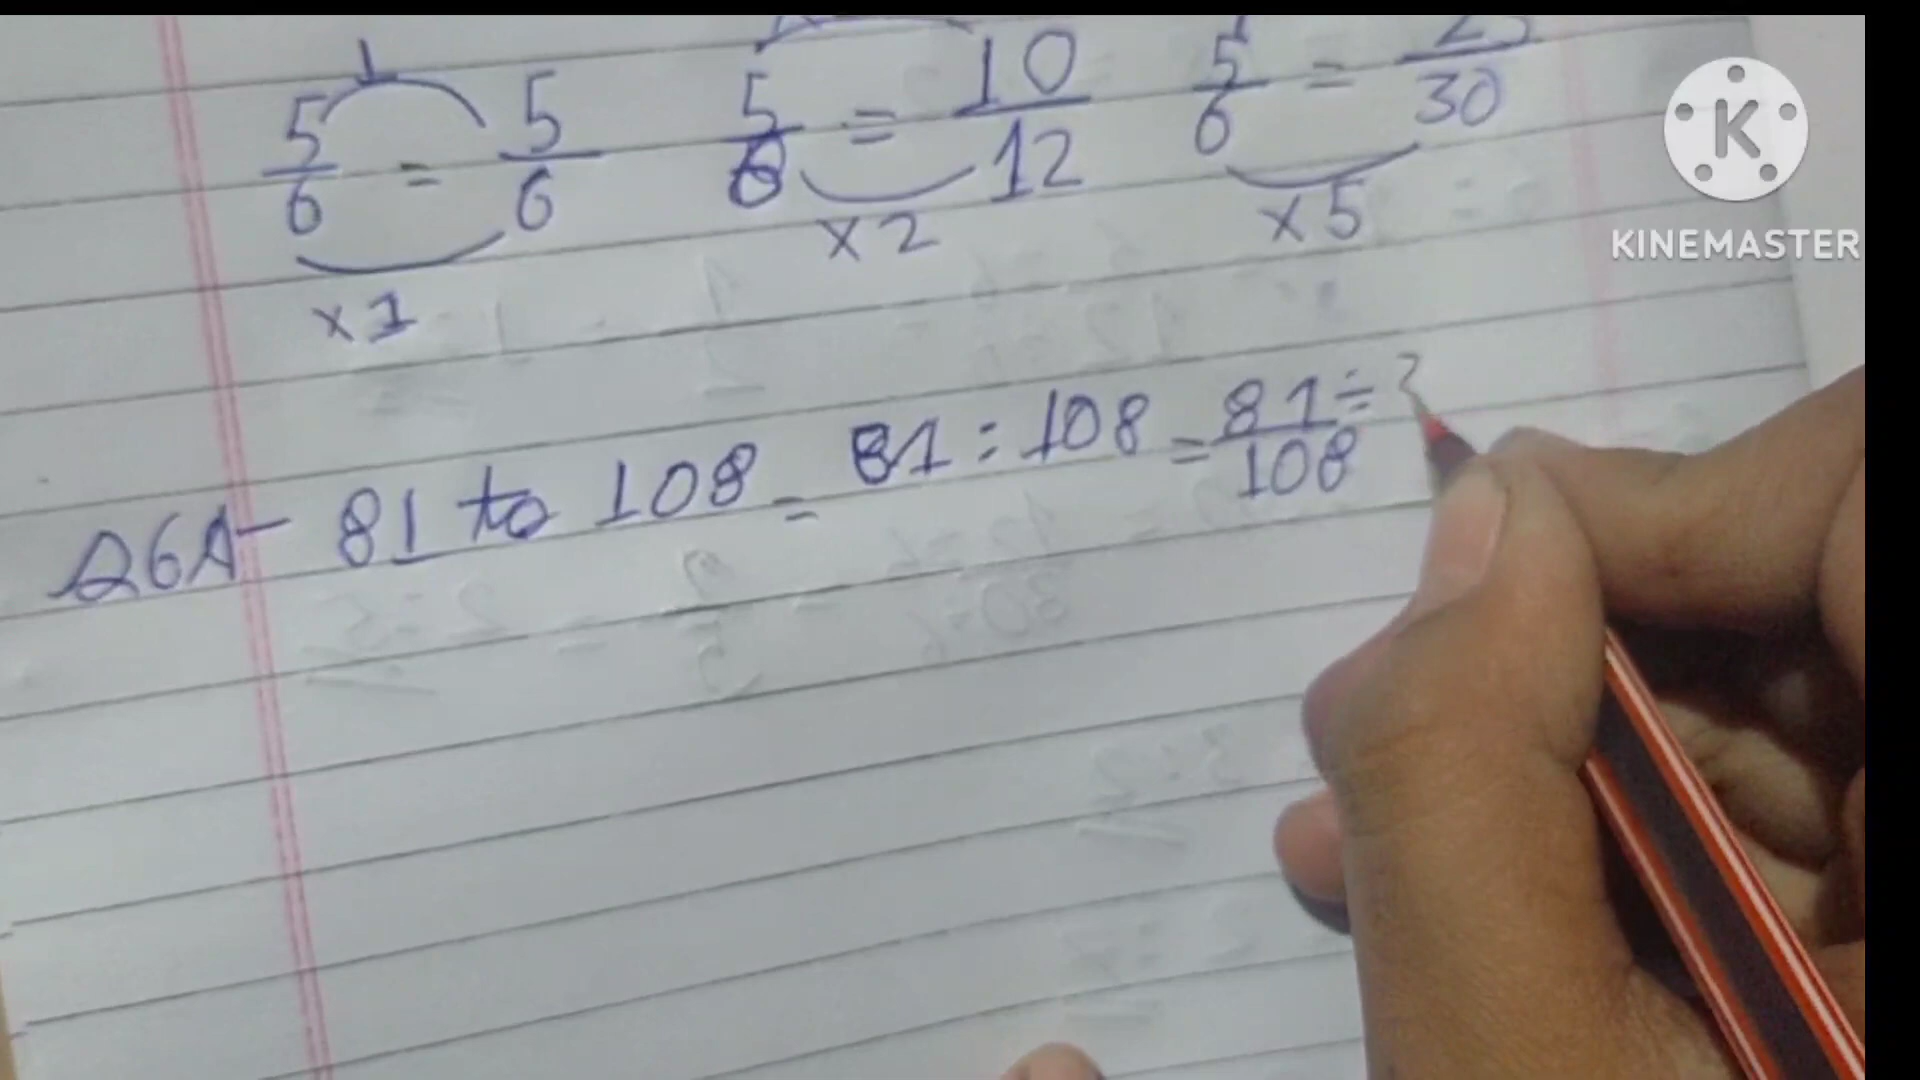 1
5/6 = 5/6 5/6 = 10/12 5/6 = 25/30
×1 ×2 ×5
Q6A- 81 to 108 = 81 : 108 = 81÷3/108
K
KINEMASTER